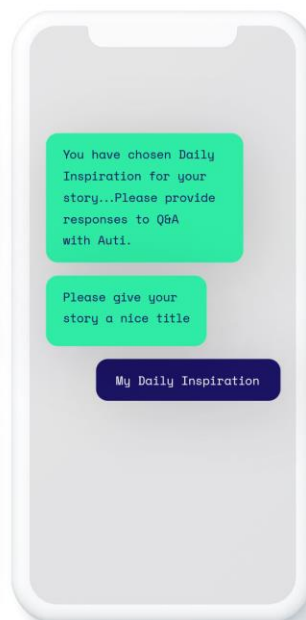 You have chosen Daily
Inspiration for your
story...Please provide
responses to Q&A
with Auti.
Please give your
story a nice title
My Daily Inspiration